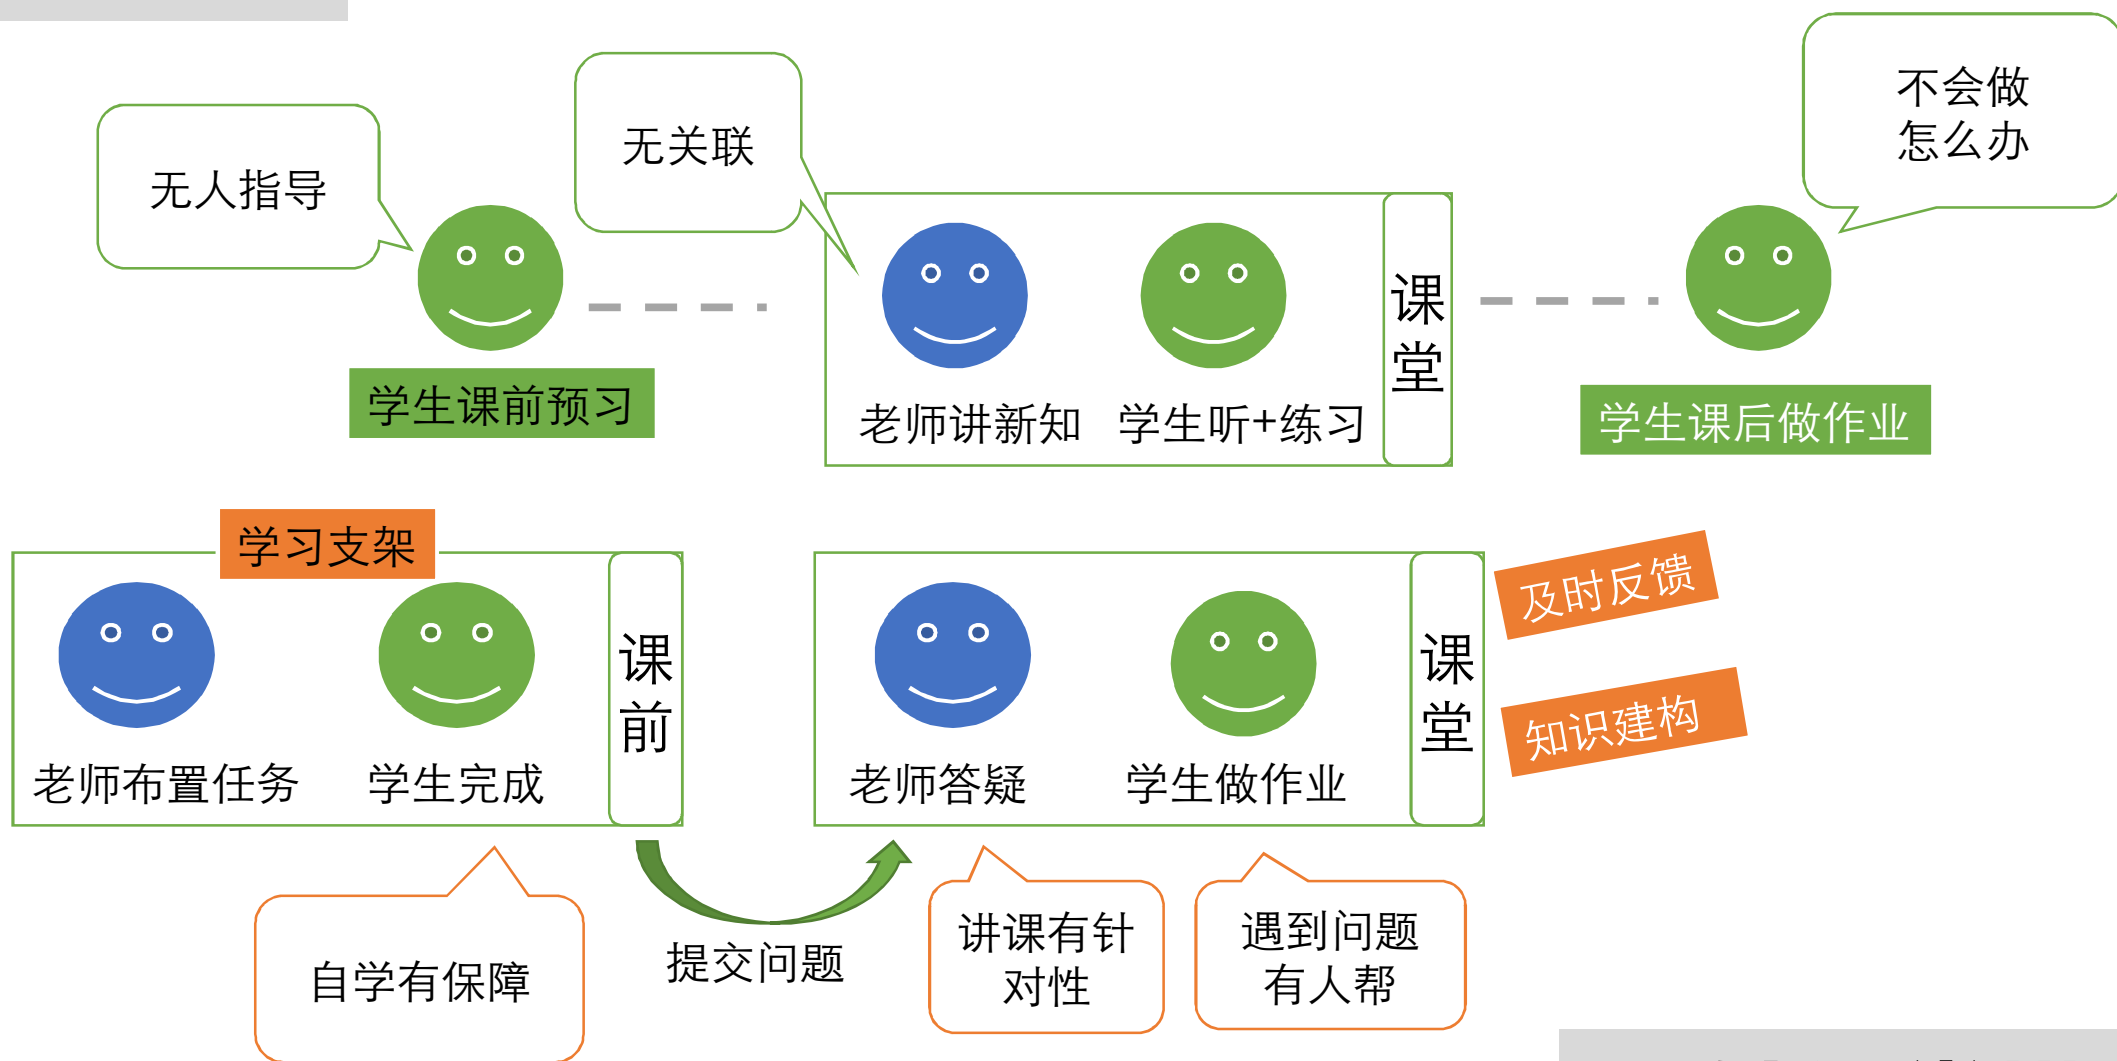 无人指导
无关联
不会做
怎么办
学生课前预习
老师讲新知
学生听+练习
课
堂
学生课后做作业
学习支架
老师布置任务
学生完成
课
前
老师答疑
学生做作业
课
堂
及时反馈
知识建构
自学有保障
提交问题
讲课有针
对性
遇到问题
有人帮